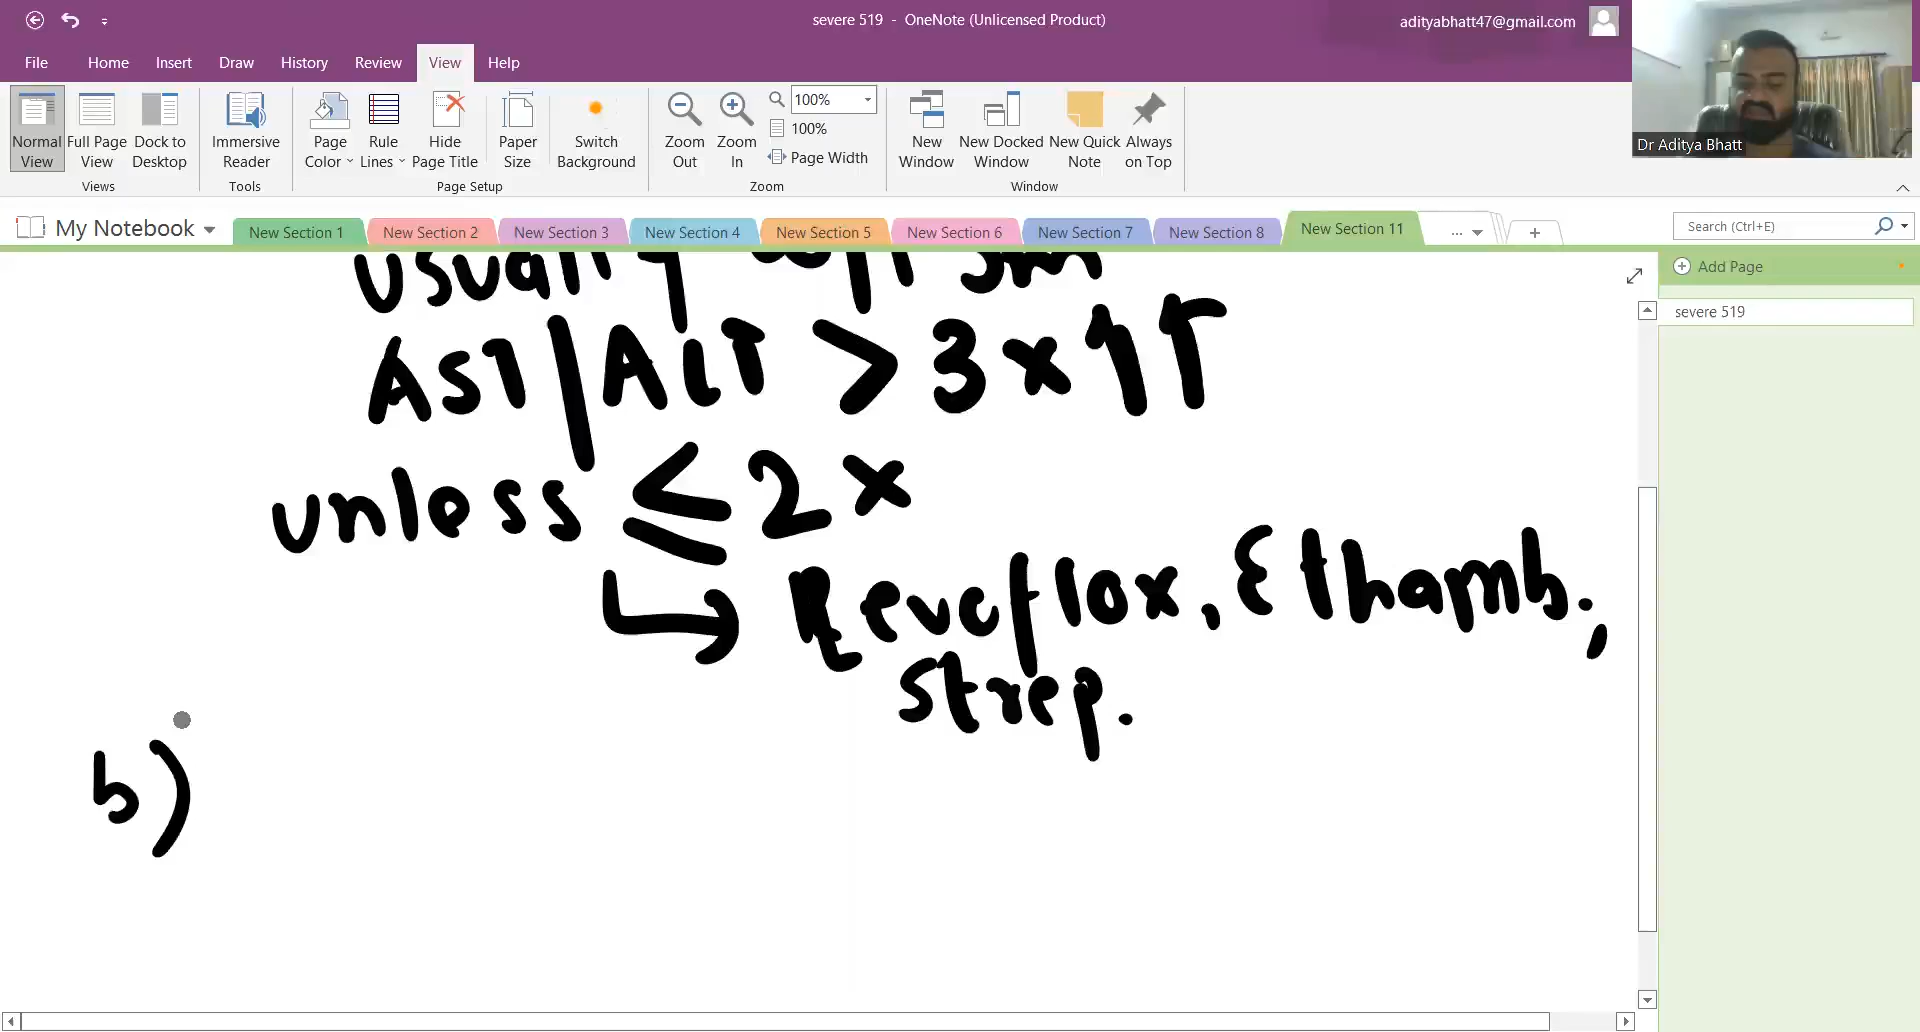 severe 519 - OneNote (Unlicensed Product)
adityabhatt47@gmail.com
File Home Insert Draw History Review View Help
Normal View
Full Page View
Dock to Desktop
Immersive Reader
Page Color
Rule Lines
Hide Page Title
Paper Size
Switch Background
Zoom Out
Zoom In
100%
100%
Page Width
New Window
New Docked Window
New Quick Note
Always on Top
Views Tools Page Setup Zoom Window
Dr Aditya Bhatt
My Notebook New Section 1 New Section 2 New Section 3 New Section 4 New Section 5 New Section 6 New Section 7 New Section 8 New Section 11 ... Search (Ctrl+E)
Add Page
severe 519
usually
AST/ALT > 3x ↑↑
unless ≤ 2x
↳ , Ethamb.,
strep.
b)